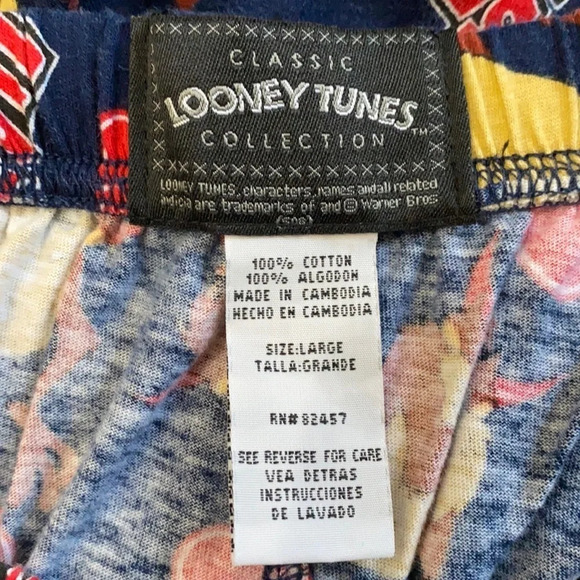 CLASSIC
LOONEY TUNES™
COLLECTION
LOONEY TUNES, characters, names and all related
indicia are trademarks of and © Warner Bros
100% COTTON
100% ALGODON
MADE IN CAMBODIA
HECHO EN CAMBODIA
SIZE:LARGE
TALLA:GRANDE
RN# 82457
SEE REVERSE FOR CARE
VEA DETRAS
INSTRUCCIONES
DE LAVADO